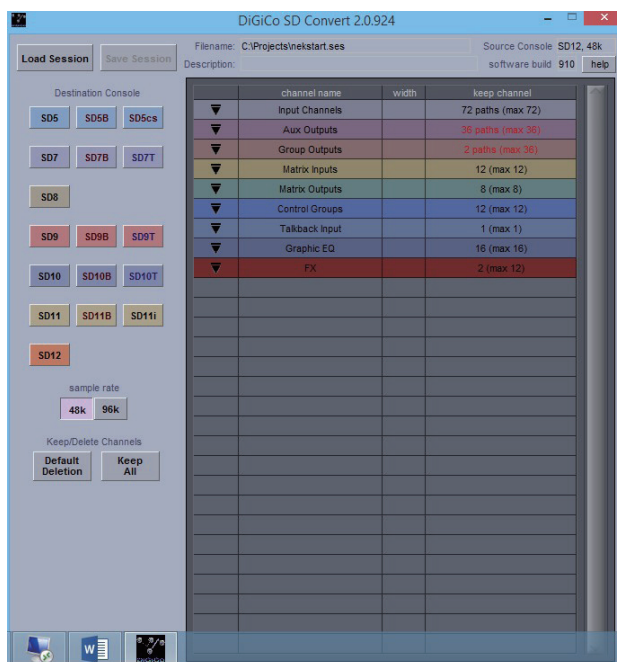 DiGiCo SD Convert 2.0.924
Load Session Save Session
Filename: C:\Projects\nekstart.ses Source Console SD12, 48k
Description: software build 910 help
Destination Console
SD5 SD5B SD5cs
SD7 SD7B SD7T
SD8
SD9 SD9B SD9T
SD10 SD10B SD10T
SD11 SD11B SD11i
SD12
sample rate
48k 96k
Keep/Delete Channels
Default Deletion Keep All
channel name width keep channel
Input Channels 72 paths (max 72)
Aux Outputs 36 paths (max 36)
Group Outputs 2 paths (max 36)
Matrix Inputs 12 (max 12)
Matrix Outputs 8 (max 8)
Control Groups 12 (max 12)
Talkback Input 1 (max 1)
Graphic EQ 16 (max 16)
FX 2 (max 12)
W